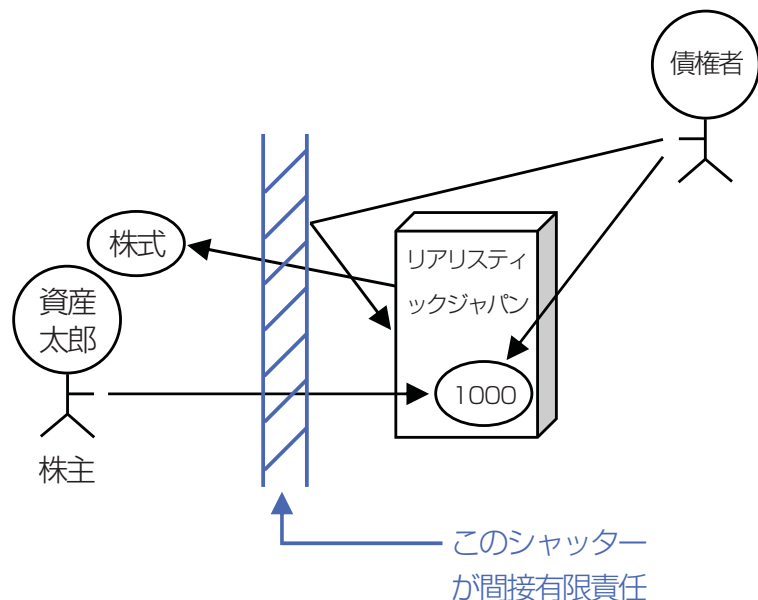 債権者
株式
リアリスティ
ックジャパン
資産
太郎
1000
株主
このシャッター
が間接有限責任